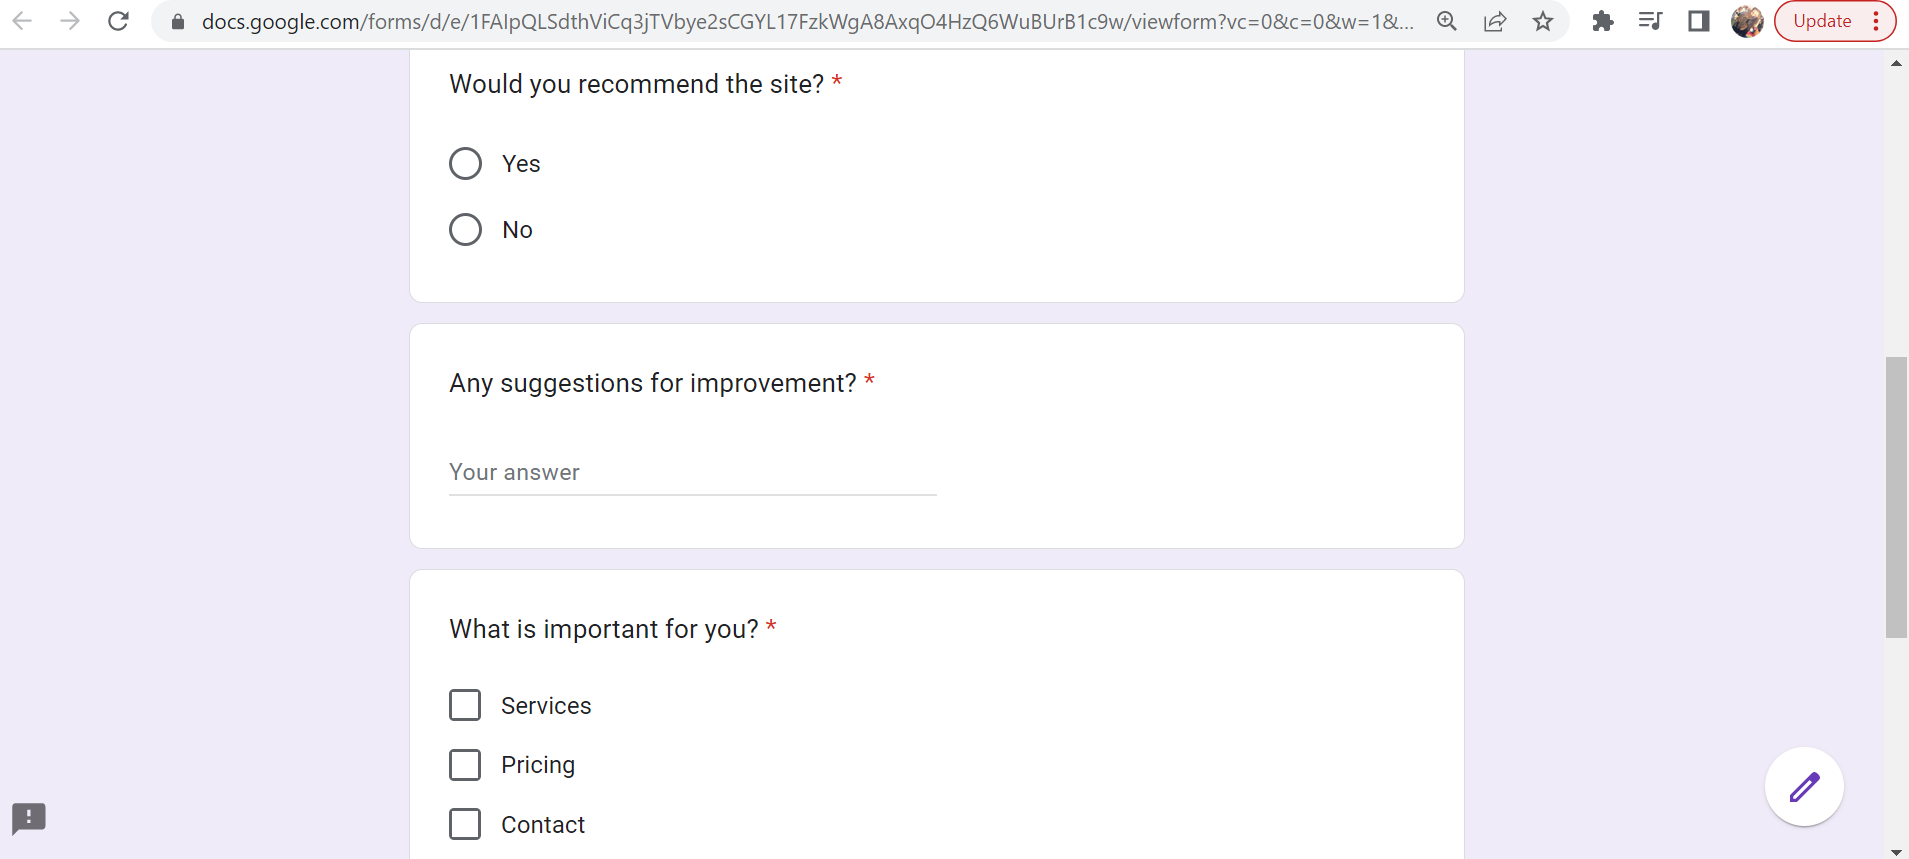 docs.google.com/forms/d/e/1FAIpQLSdthViCq3jTVbye2sCGYL17FzkWgA8AxqO4HzQ6WuBUrB1c9w/viewform?vc=0&c=0&w=1&...
Update
Would you recommend the site? *
Yes
No
Any suggestions for improvement? *
Your answer
What is important for you? *
Services
Pricing
Contact